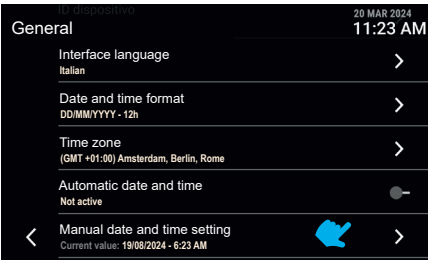 ID dispositivo
20 MAR 2024
General
11:23 AM
Interface language
Italian
Date and time format
DD/MM/YYYY - 12h
Time zone
(GMT +01:00) Amsterdam, Berlin, Rome
Automatic date and time
Not active
Manual date and time setting
Current value: 19/08/2024 - 6:23 AM